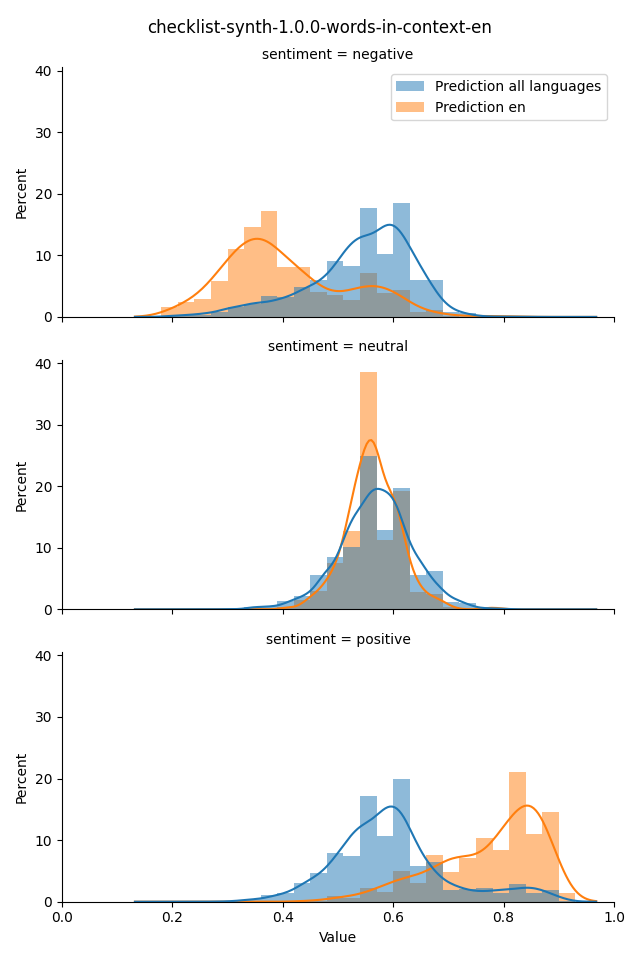 checklist-synth-1.0.0-words-in-context-en
sentiment = negative
40
30
20
10
0
Percent
Prediction all languages
Prediction en
sentiment = neutral
40
30
20
10
0
Percent
sentiment = positive
40
30
20
10
0
Percent
0.0 0.2 0.4 0.6 0.8 1.0
Value